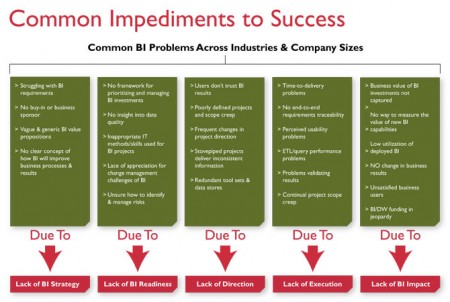 Common Impediments to Success
Common BI Problems Across Industries & Company Sizes
> Struggling with BI
requirements
> No buy-in or business
sponsor
> Vague & generic BI value
propositions
> No clear concept of
how BI will improve
business processes &
results
> No framework for
prioritizing and managing
BI investments
> No insight into data
quality
> Inappropriate IT
methods/skills used for
BI projects
> Lack of appreciation for
change management
challenges of BI
> Unsure how to identify
& manage risks
> Users don't trust BI
results
> Poorly defined projects
and scope creep
> Frequent changes in
project direction
> Stovepiped projects
deliver inconsistent
information
> Redundant tool sets &
data stores
> Time-to-delivery
problems
> No end-to-end
requirements traceability
> Perceived usability
problems
> ETL/query performance
problems
> Problems validating
results
> Continual project scope
creep
> Business value of BI
investments not
captured
>
No way to measure the
value of new BI
> capabilities
Low utilization of
> deployed BI
> NO change in business
results
> Unsatisfied business
users
> BI/DW funding in
jeopardy
Due To
Due To
Due To
Due To
Due To
Lack of BI Strategy
Lack of BI Readiness
Lack of Direction
Lack of Execution
Lack of BI Impact